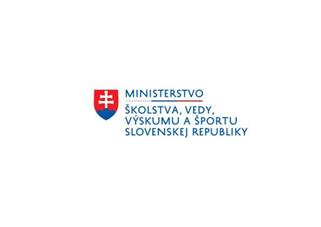 MINISTERSTVO
ŠKOLSTVA, VEDY,
VÝSKUMU A ŠPORTU
SLOVENSKEJ REPUBLIKY